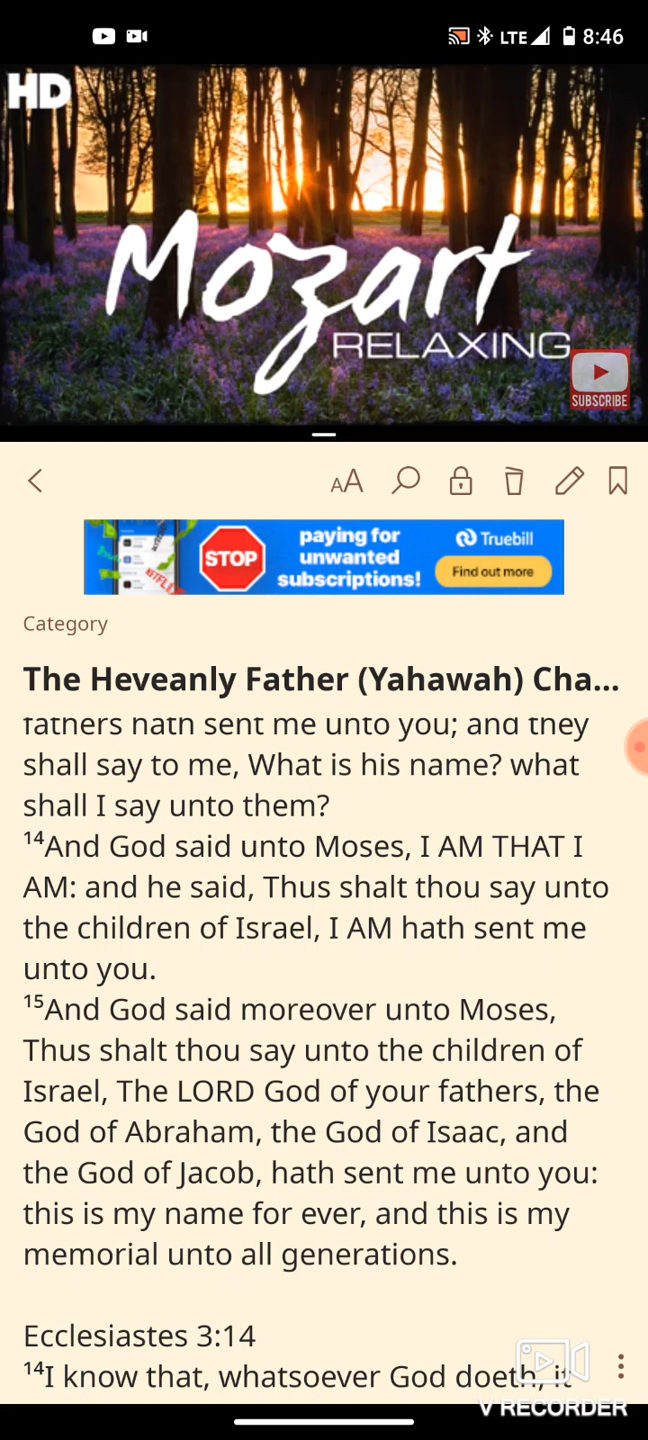 LTE 8:46
HD
Mozart
RELAXING
SUBSCRIBE
AA
STOP
paying for
unwanted
subscriptions!
Truebill
Find out more
NETFLIX
Category
The Heveanly Father (Yahawah) Cha...
fathers hath sent me unto you; and they
shall say to me, What is his name? what
shall I say unto them?
¹⁴And God said unto Moses, I AM THAT I
AM: and he said, Thus shalt thou say unto
the children of Israel, I AM hath sent me
unto you.
¹⁵And God said moreover unto Moses,
Thus shalt thou say unto the children of
Israel, The LORD God of your fathers, the
God of Abraham, the God of Isaac, and
the God of Jacob, hath sent me unto you:
this is my name for ever, and this is my
memorial unto all generations.
Ecclesiastes 3:14
¹⁴I know that, whatsoever God doeth, it
V RECORDER